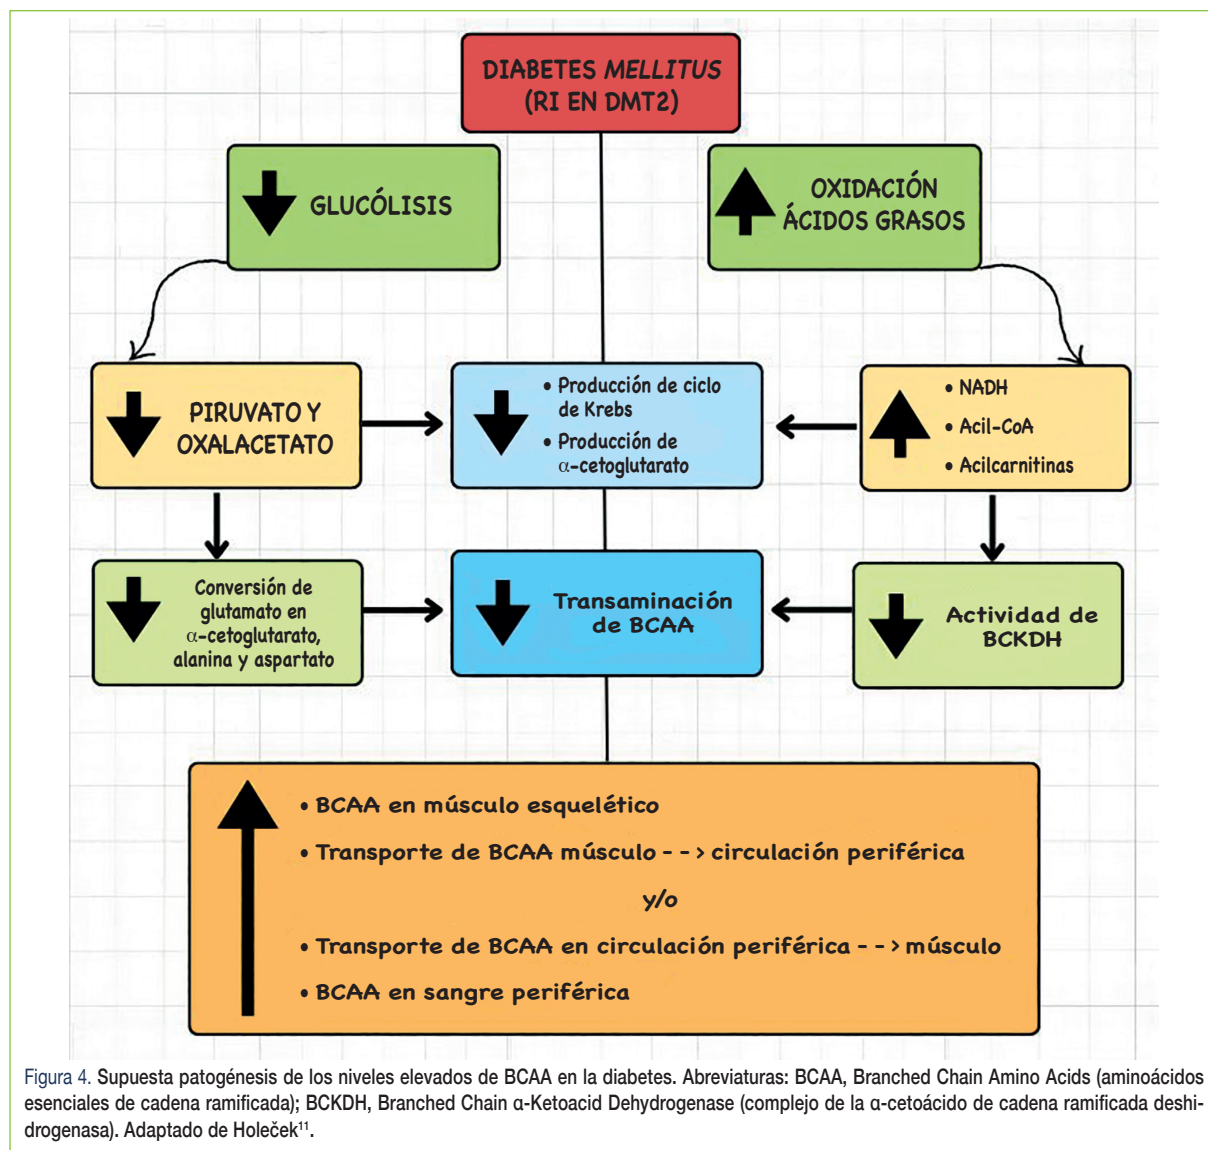 DIABETES MELLITUS
(RI EN DMT2)
GLUCÓLISIS
OXIDACIÓN
ÁCIDOS GRASOS
PIRUVATO Y
OXALACETATO
• Producción de ciclo
de Krebs
• Producción de
α-cetoglutarato
• NADH
• Acil-CoA
• Acilcarnitinas
Conversión de
glutamato en
α-cetoglutarato,
alanina y aspartato
Transaminación
de BCAA
Actividad de
BCKDH
• BCAA en músculo esquelético
• Transporte de BCAA músculo - - > circulación periférica
y/o
• Transporte de BCAA en circulación periférica - - > músculo
• BCAA en sangre periférica
Figura 4. Supuesta patogénesis de los niveles elevados de BCAA en la diabetes. Abreviaturas: BCAA, Branched Chain Amino Acids (aminoácidos
esenciales de cadena ramificada); BCKDH, Branched Chain α-Ketoacid Dehydrogenase (complejo de la α-cetoácido de cadena ramificada deshi-
drogenasa). Adaptado de Holeček¹¹.